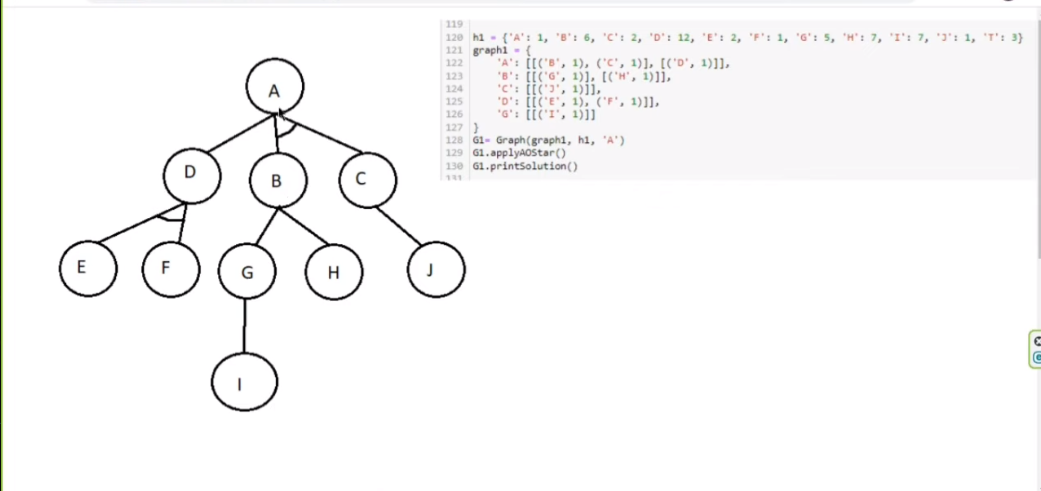 119
120 h1 = {'A': 1, 'B': 6, 'C': 2, 'D': 12, 'E': 2, 'F': 1, 'G': 5, 'H': 7, 'I': 7, 'J': 1, 'T': 3}
121 graph1 = {
122 'A': [[('B', 1), ('C', 1)], [('D', 1)]],
123 'B': [[('G', 1)], [('H', 1)]],
124 'C': [[('J', 1)]],
125 'D': [[('E', 1), ('F', 1)]],
126 'G': [[('I', 1)]]
127 }
128 G1= Graph(graph1, h1, 'A')
129 G1.applyAOStar()
130 G1.printSolution()
131
A
D B C
E F G H J
I